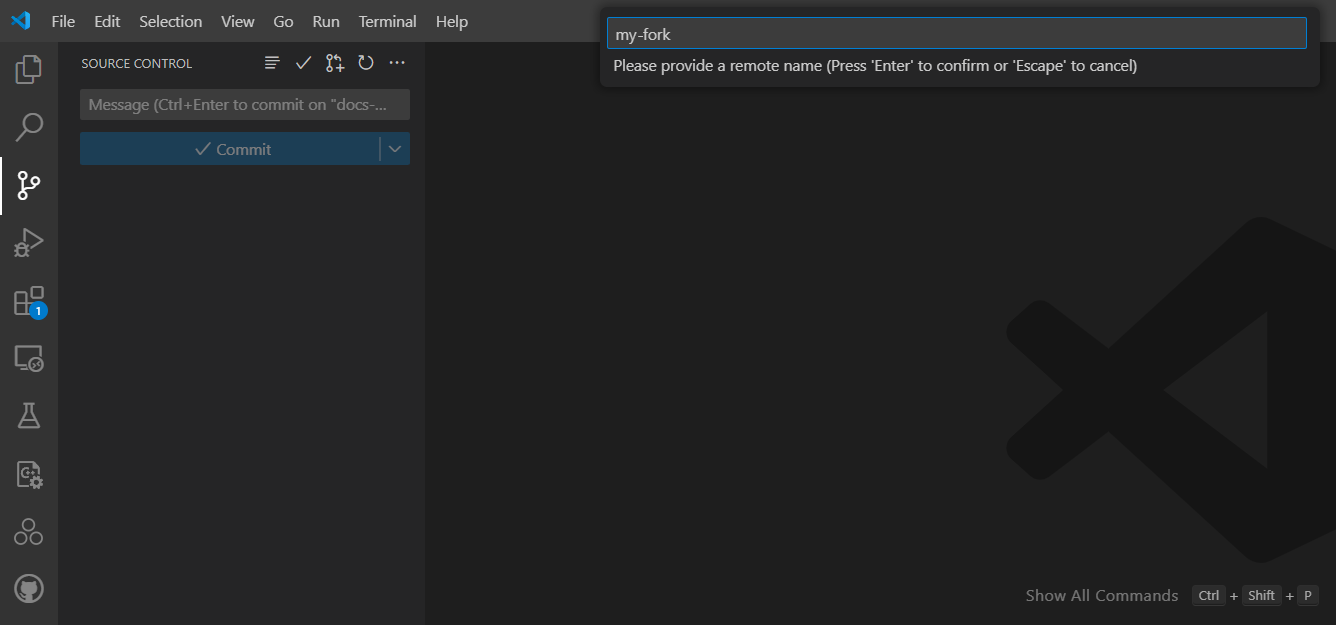 File Edit Selection View Go Run Terminal Help
my-fork
Please provide a remote name (Press 'Enter' to confirm or 'Escape' to cancel)
SOURCE CONTROL
Message (Ctrl+Enter to commit on "docs-...
Commit
1
Show All Commands Ctrl + Shift + P